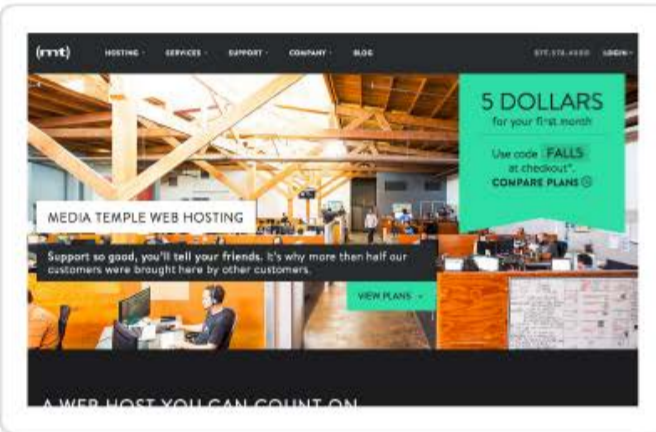 (mt) HOSTING SERVICES SUPPORT COMPANY BLOG LOGIN
5 DOLLARS
for your first month
Use code FALL5
at checkout*.
COMPARE PLANS
MEDIA TEMPLE WEB HOSTING
Support so good, you'll tell your friends. It's why more than half our
customers were brought here by other customers.
VIEW PLANS
A WEB HOST YOU CAN COUNT ON